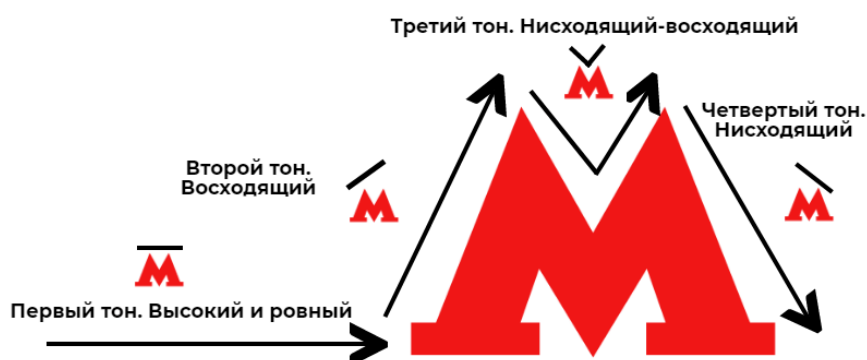 Третий тон. Нисходящий-восходящий
Четвертый тон.
Нисходящий
Второй тон.
Восходящий
Первый тон. Высокий и ровный